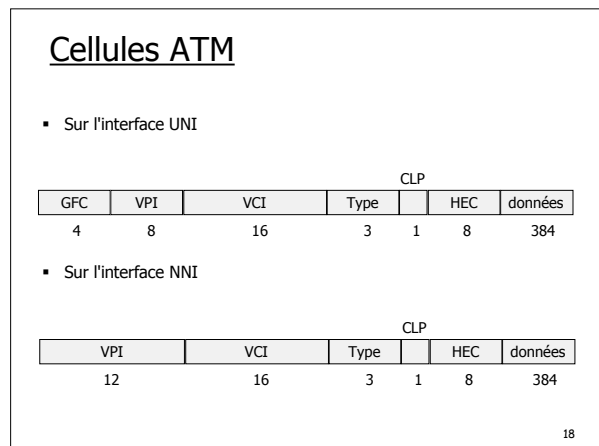 Cellules ATM
▪ Sur l'interface UNI
CLP
GFC VPI VCI Type HEC données
4 8 16 3 1 8 384
▪ Sur l'interface NNI
CLP
VPI VCI Type HEC données
12 16 3 1 8 384
18